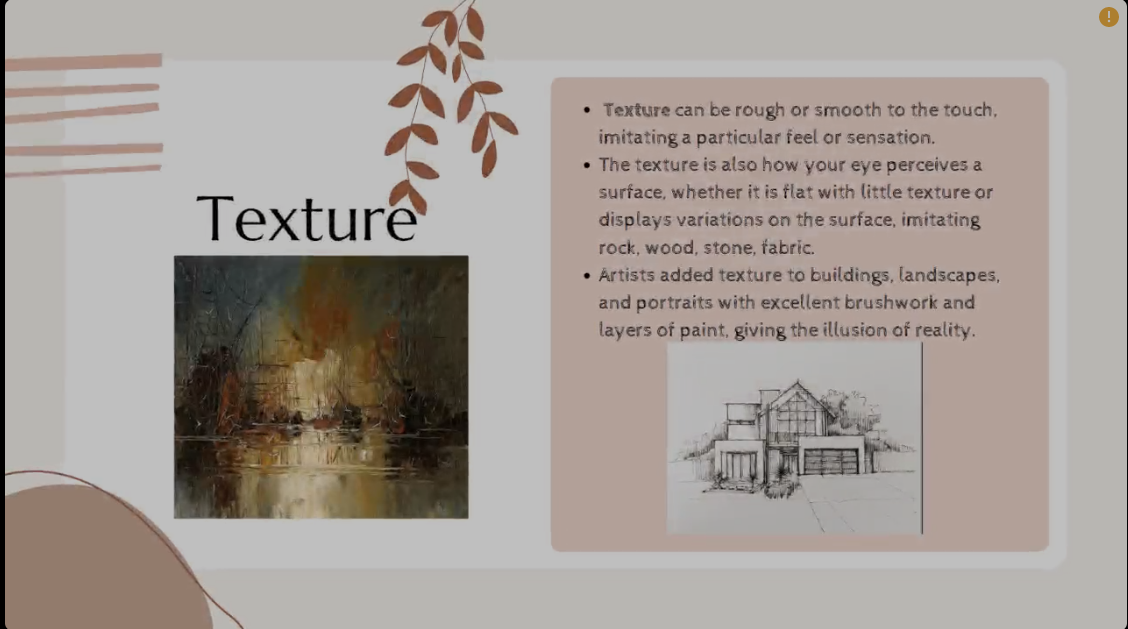 Texture
• Texture can be rough or smooth to the touch,
imitating a particular feel or sensation.
• The texture is also how your eye perceives a
surface, whether it is flat with little texture or
displays variations on the surface, imitating
rock, wood, stone, fabric.
• Artists added texture to buildings, landscapes,
and portraits with excellent brushwork and
layers of paint, giving the illusion of reality.